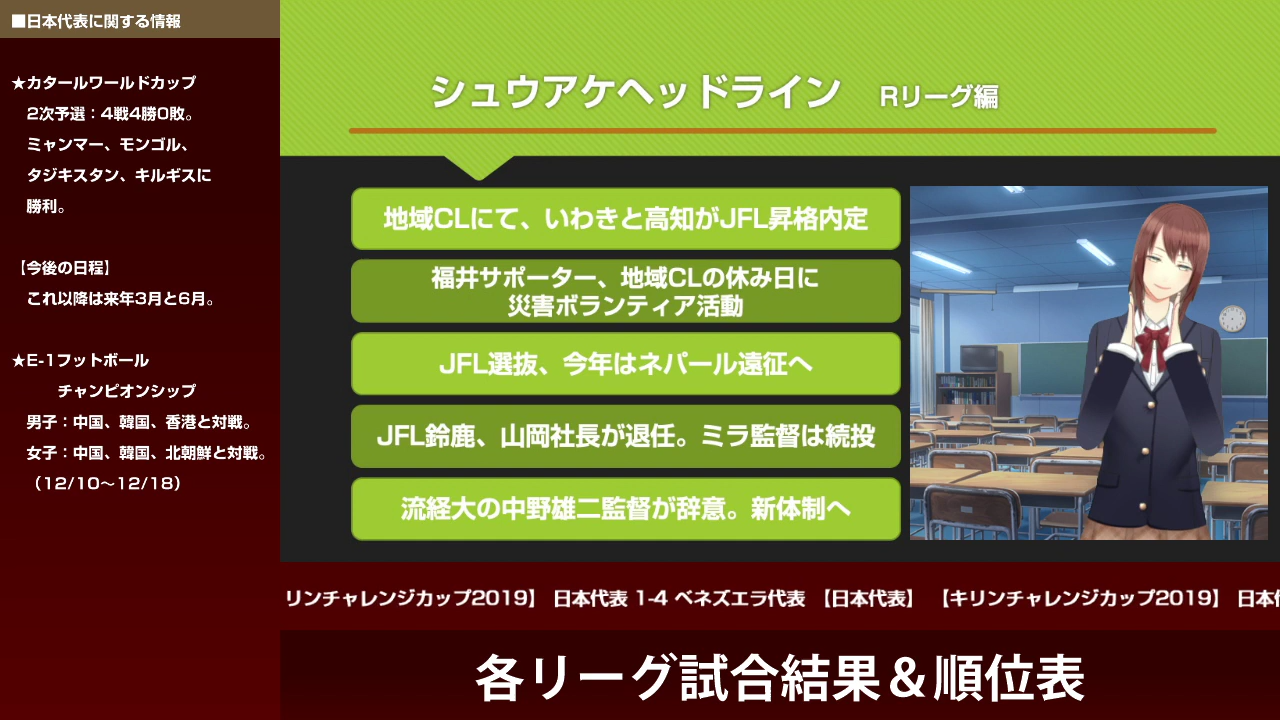 ■日本代表に関する情報
★カタールワールドカップ
2次予選：4戦4勝0敗。
ミャンマー、モンゴル、
タジキスタン、キルギスに
勝利。
【今後の日程】
これ以降は来年3月と6月。
★E-1フットボール
チャンピオンシップ
男子：中国、韓国、香港と対戦。
女子：中国、韓国、北朝鮮と対戦。
（12/10～12/18）
シュウアケヘッドライン Rリーグ編
地域CLにて、いわきと高知がJFL昇格内定
福井サポーター、地域CLの休み日に
災害ボランティア活動
JFL選抜、今年はネパール遠征へ
JFL鈴鹿、山岡社長が退任。ミラ監督は続投
流経大の中野雄二監督が辞意。新体制へ
リンチャレンジカップ2019】 日本代表 1-4 ベネズエラ代表 【日本代表】 【キリンチャレンジカップ2019】 日本
各リーグ試合結果＆順位表